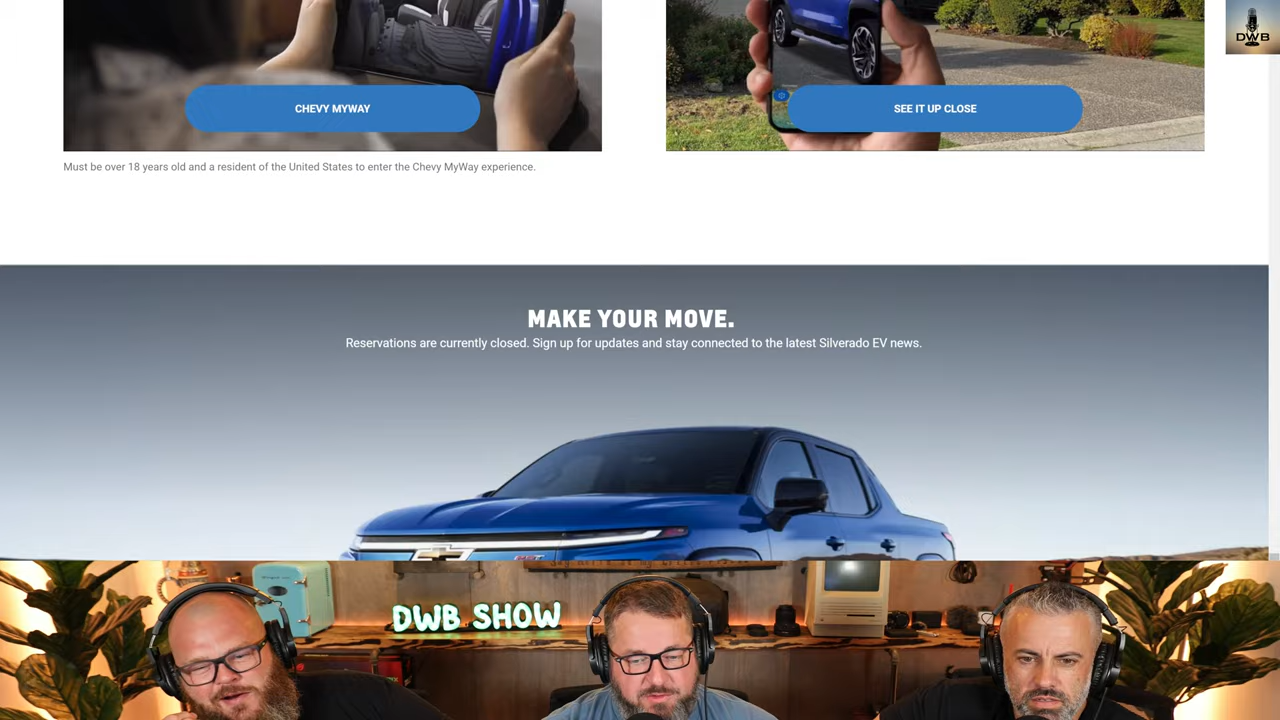 DWB
CHEVY MYWAY
SEE IT UP CLOSE
Must be over 18 years old and a resident of the United States to enter the Chevy MyWay experience.
MAKE YOUR MOVE.
Reservations are currently closed. Sign up for updates and stay connected to the latest Silverado EV news.
DWB SHOW